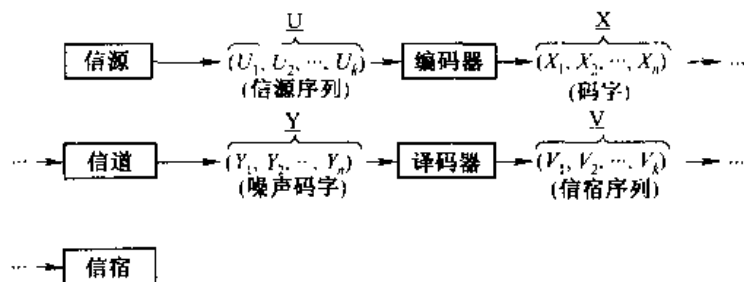 U X
信源 (U₁, U₂, ···, Uₖ) 编码器 (X₁, X₂, ···, Xₙ) ···
(信源序列) (码字)
Y V
··· 信道 (Y₁, Y₂, ···, Yₙ) 译码器 (V₁, V₂, ···, Vₖ) ···
(噪声码字) (信宿序列)
··· 信宿